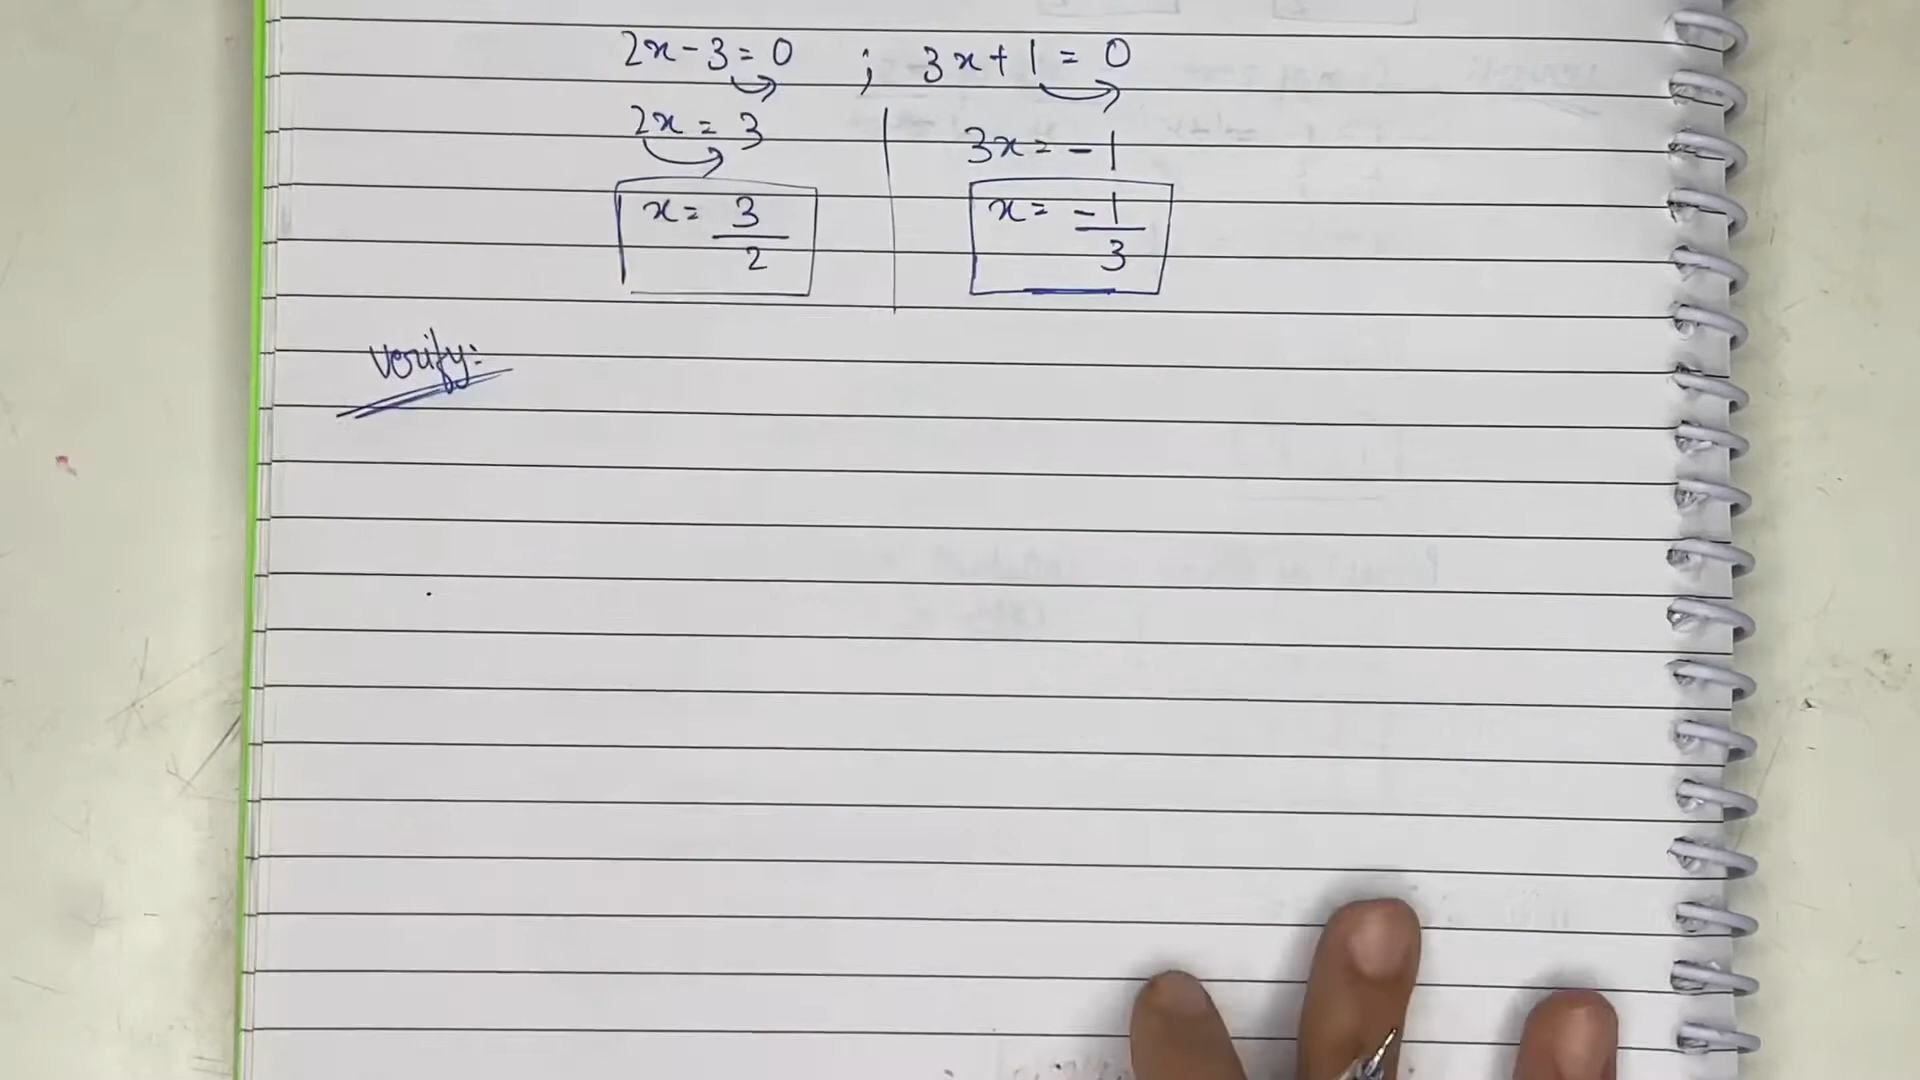 2x-3=0 ; 3x+1=0
2x=3
3x=-1
x=3/2
x=-1/3
Verify: